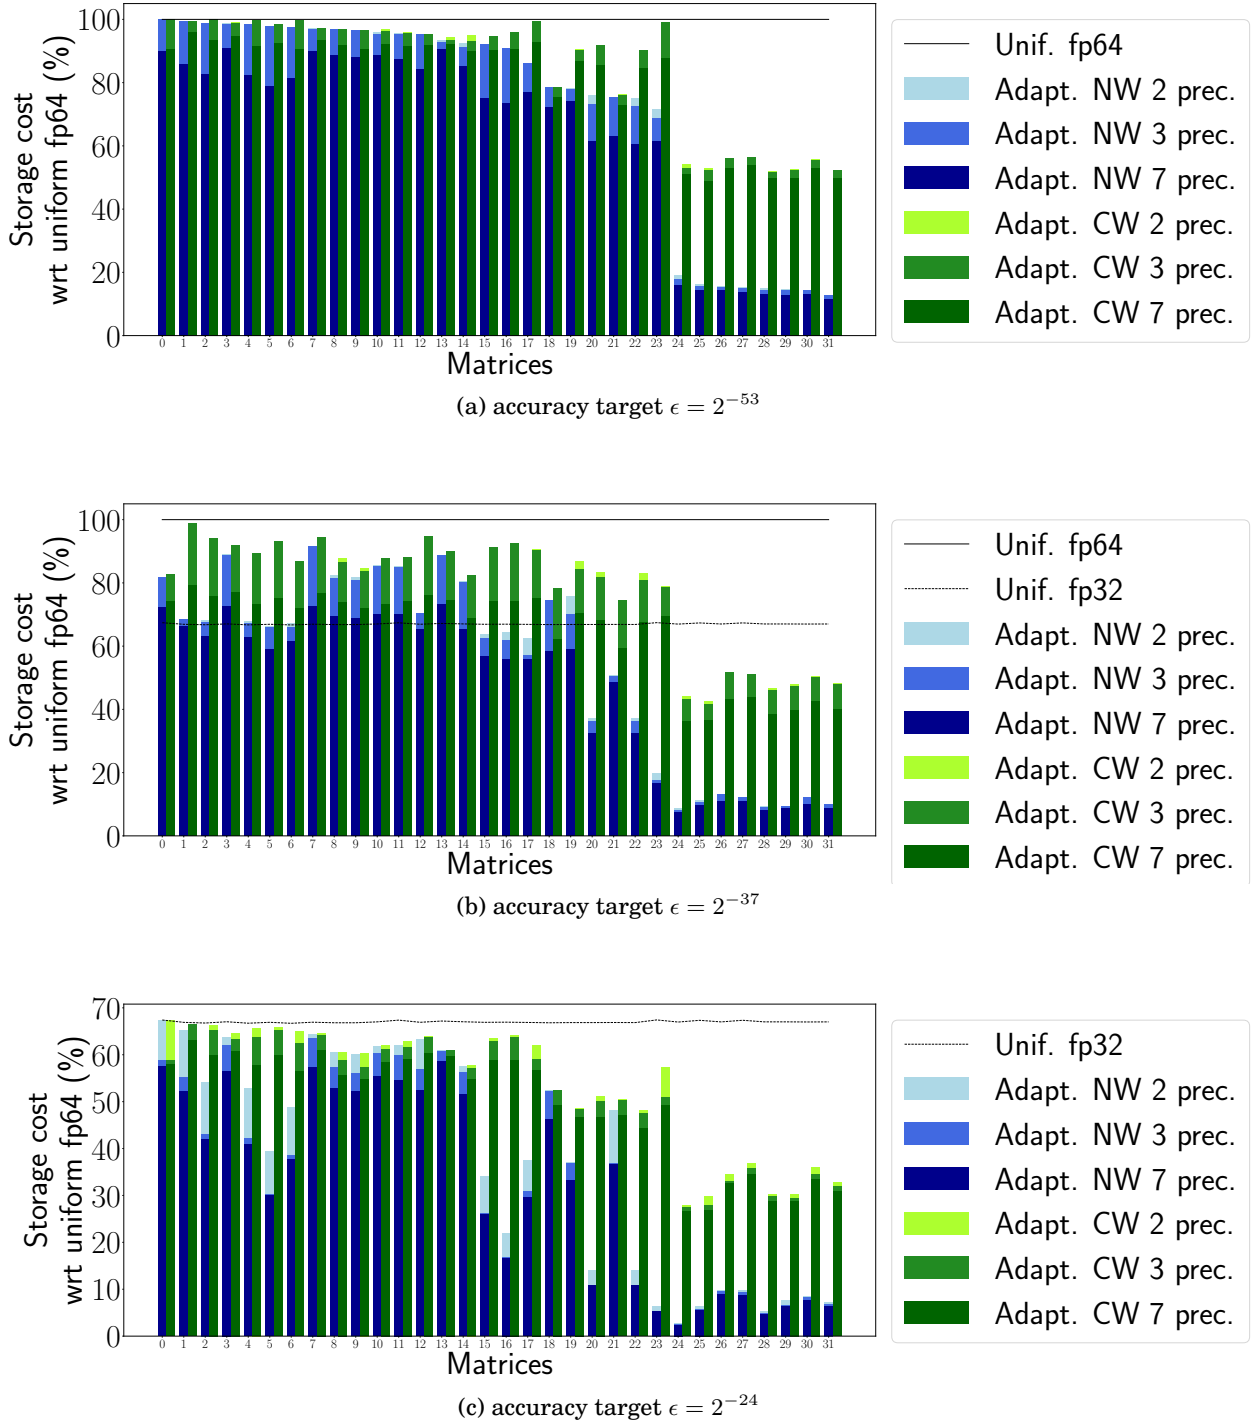 Storage cost
wrt uniform fp64 (%)
100
80
60
40
20
0
0 1 2 3 4 5 6 7 8 9 10 11 12 13 14 15 16 17 18 19 20 21 22 23 24 25 26 27 28 29 30 31
Matrices
Unif. fp64
Adapt. NW 2 prec.
Adapt. NW 3 prec.
Adapt. NW 7 prec.
Adapt. CW 2 prec.
Adapt. CW 3 prec.
Adapt. CW 7 prec.
(a) accuracy target ϵ = 2⁻⁵³
Storage cost
wrt uniform fp64 (%)
100
80
60
40
20
0
0 1 2 3 4 5 6 7 8 9 10 11 12 13 14 15 16 17 18 19 20 21 22 23 24 25 26 27 28 29 30 31
Matrices
Unif. fp64
Unif. fp32
Adapt. NW 2 prec.
Adapt. NW 3 prec.
Adapt. NW 7 prec.
Adapt. CW 2 prec.
Adapt. CW 3 prec.
Adapt. CW 7 prec.
(b) accuracy target ϵ = 2⁻³⁷
Storage cost
wrt uniform fp64 (%)
70
60
50
40
30
20
10
0
0 1 2 3 4 5 6 7 8 9 10 11 12 13 14 15 16 17 18 19 20 21 22 23 24 25 26 27 28 29 30 31
Matrices
Unif. fp32
Adapt. NW 2 prec.
Adapt. NW 3 prec.
Adapt. NW 7 prec.
Adapt. CW 2 prec.
Adapt. CW 3 prec.
Adapt. CW 7 prec.
(c) accuracy target ϵ = 2⁻²⁴